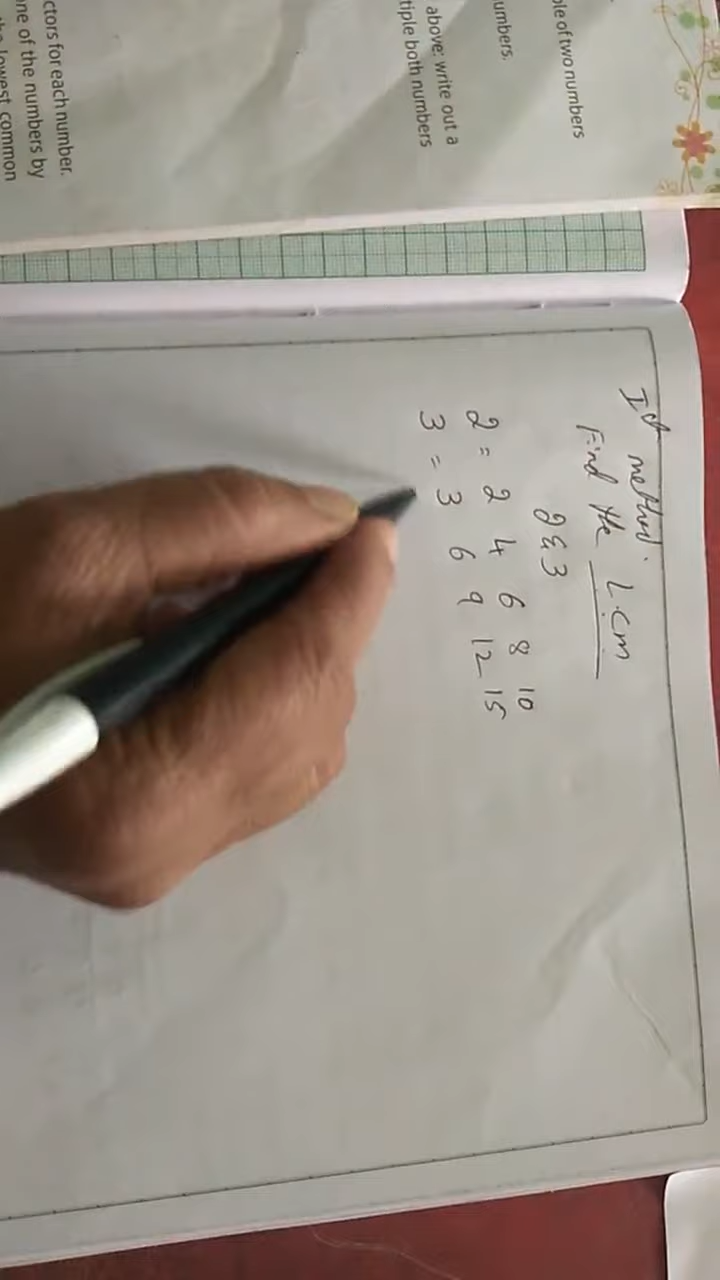 ple of two numbers
umbers.
above; write out a
tiple both numbers
ctors for each number.
ne of the numbers by
lowest common
Ist method.
Find the L.cm
2 & 3
2 = 2 4 6 8 10
3 = 3 6 9 12 15